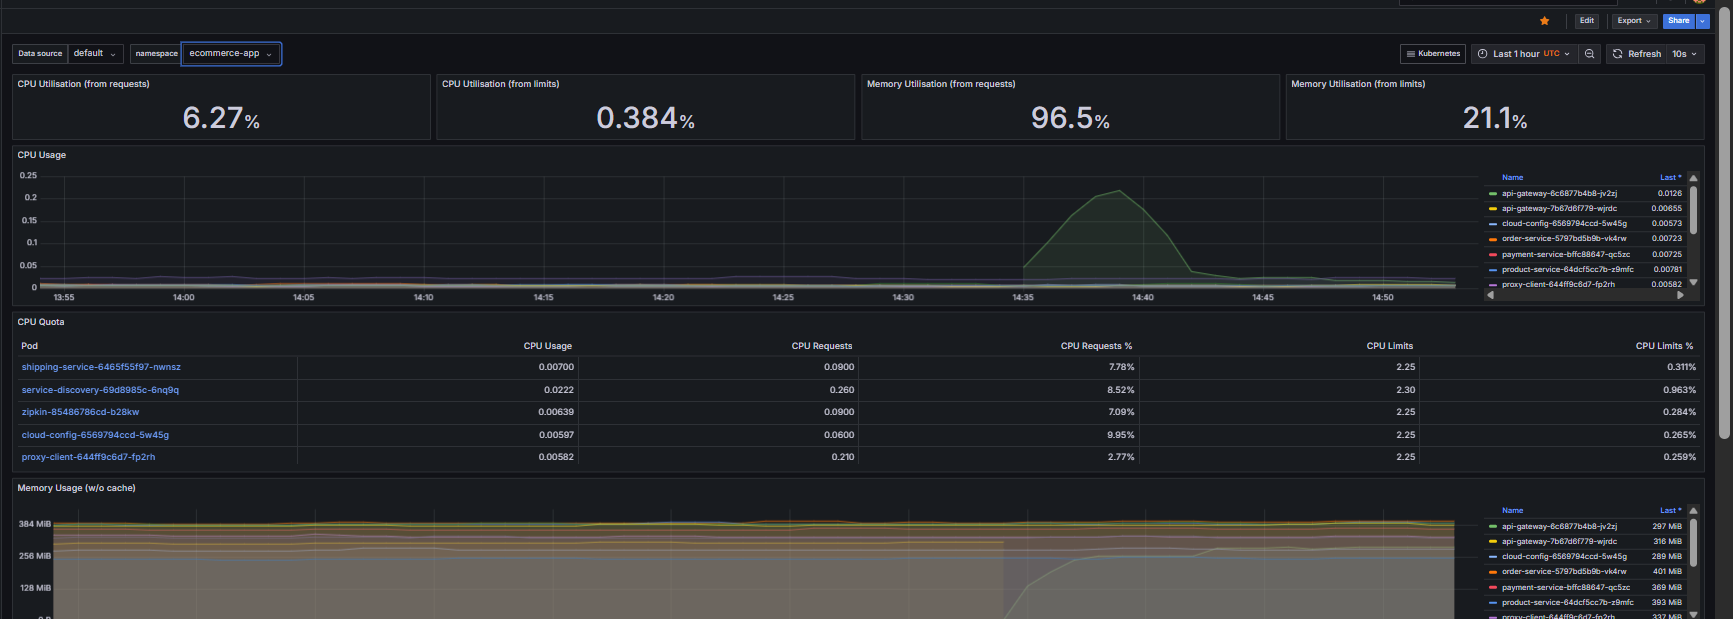 Edit Export Share
Data source default namespace ecommerce-app Kubernetes Last 1 hour UTC Refresh 10s
CPU Utilisation (from requests) CPU Utilisation (from limits) Memory Utilisation (from requests) Memory Utilisation (from limits)
6.27% 0.384% 96.5% 21.1%
CPU Usage
0.25
0.2
0.15
0.1
0.05
0
13:55 14:00 14:05 14:10 14:15 14:20 14:25 14:30 14:35 14:40 14:45 14:50
Name Last *
api-gateway-6c6877b4b8-jv2zj 0.0126
api-gateway-7b67d6f779-wjrdc 0.00655
cloud-config-6569794ccd-5w45g 0.00573
order-service-5797bd5b9b-vk4rw 0.00723
payment-service-bffc88647-qc5zc 0.00725
product-service-64dcf5cc7b-z9mfc 0.00781
proxy-client-644ff9c6d7-fp2rh 0.00582
CPU Quota
Pod CPU Usage CPU Requests CPU Requests % CPU Limits CPU Limits %
shipping-service-6465f55f97-nwnsz 0.00700 0.0900 7.78% 2.25 0.311%
service-discovery-69d8985c-6nq9q 0.0222 0.260 8.52% 2.30 0.963%
zipkin-85486786cd-b28kw 0.00639 0.0900 7.09% 2.25 0.284%
cloud-config-6569794ccd-5w45g 0.00597 0.0600 9.95% 2.25 0.265%
proxy-client-644ff9c6d7-fp2rh 0.00582 0.210 2.77% 2.25 0.259%
Memory Usage (w/o cache)
384 MiB
256 MiB
128 MiB
0 B
Name Last *
api-gateway-6c6877b4b8-jv2zj 297 MiB
api-gateway-7b67d6f779-wjrdc 316 MiB
cloud-config-6569794ccd-5w45g 289 MiB
order-service-5797bd5b9b-vk4rw 401 MiB
payment-service-bffc88647-qc5zc 369 MiB
product-service-64dcf5cc7b-z9mfc 393 MiB
proxy-client-644ff9c6d7-fp2rh 337 MiB